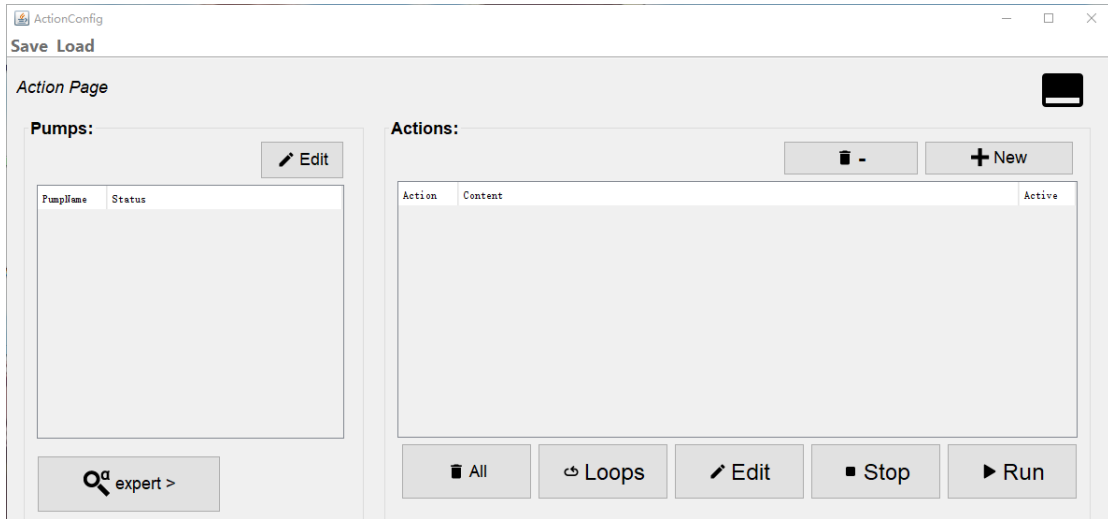 ActionConfig
Save Load
Action Page
Pumps:
Edit
PumpName Status
α expert >
Actions:
- New
Action Content Active
All Loops Edit Stop Run